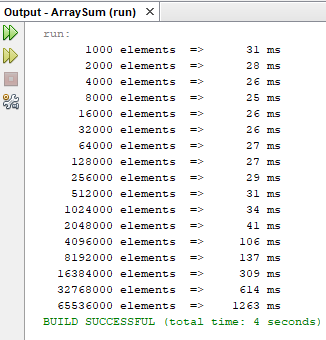 Output - ArraySum (run) ×
run:
1000 elements => 31 ms
2000 elements => 28 ms
4000 elements => 26 ms
8000 elements => 25 ms
16000 elements => 26 ms
32000 elements => 26 ms
64000 elements => 27 ms
128000 elements => 27 ms
256000 elements => 29 ms
512000 elements => 31 ms
1024000 elements => 34 ms
2048000 elements => 41 ms
4096000 elements => 106 ms
8192000 elements => 137 ms
16384000 elements => 309 ms
32768000 elements => 614 ms
65536000 elements => 1263 ms
BUILD SUCCESSFUL (total time: 4 seconds)